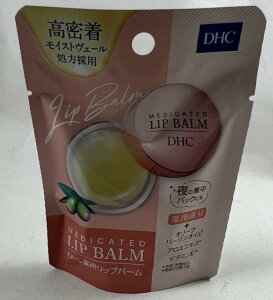 高密着
モイストヴェール
処方採用
DHC
Lip Balm
MEDICATED
LIP BALM
DHC
夜の集中
パックにも
薬用成分
オリーブ
バージンオイル
アロエエキス
ビタミンE
MEDICATED
LIP BALM
DHC薬用リップバーム